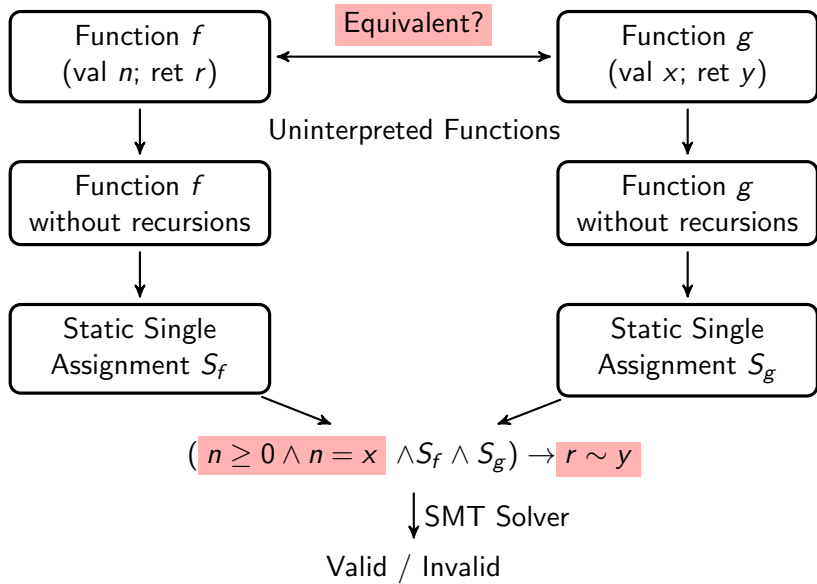 Equivalent?
Function f
(val n; ret r)
Function g
(val x; ret y)
Uninterpreted Functions
Function f
without recursions
Function g
without recursions
Static Single
Assignment S_f
Static Single
Assignment S_g
( n ≥ 0 ∧ n = x ∧S_f ∧ S_g) → r ∼ y
SMT Solver
Valid / Invalid